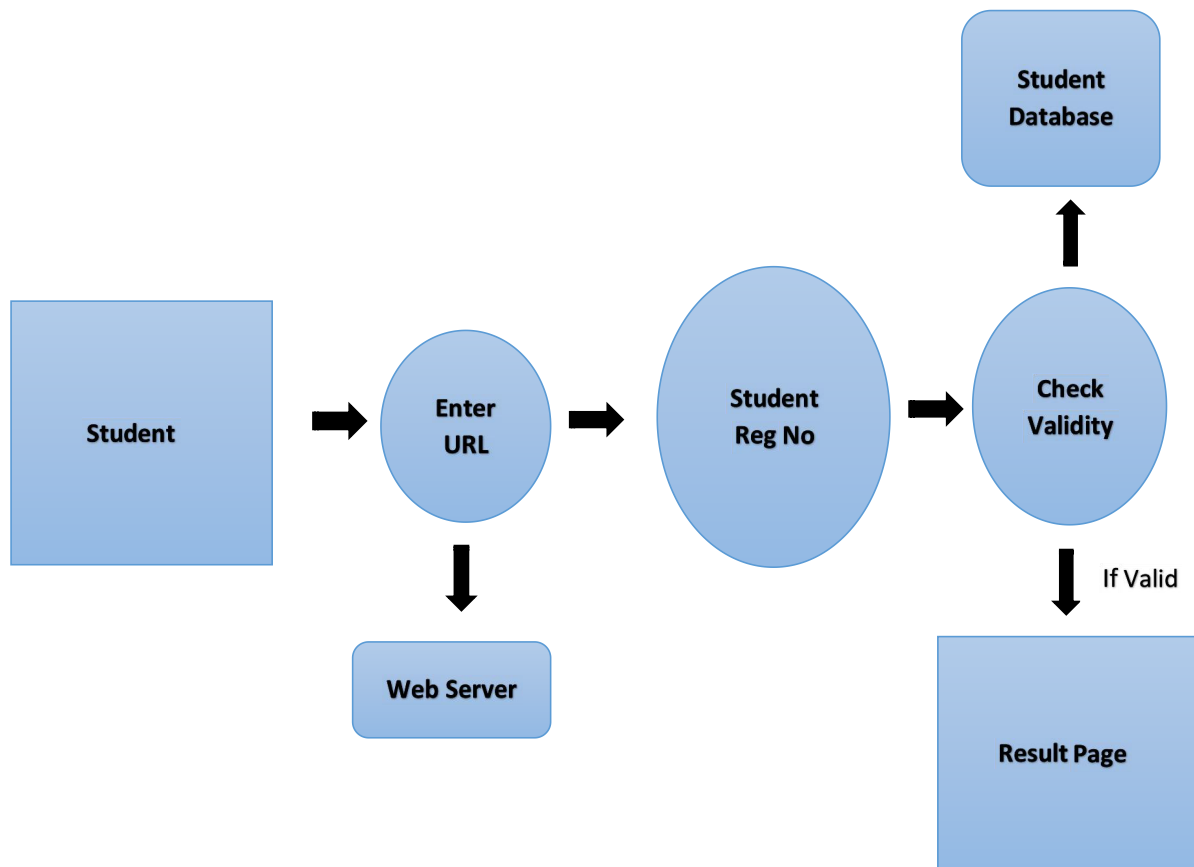 Student
Database
Student
Enter
URL
Student
Reg No
Check
Validity
If Valid
Web Server
Result Page